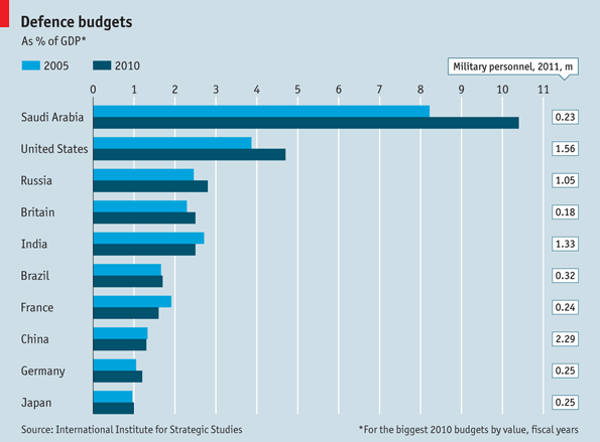 Defence budgets
As % of GDP*
2005 2010
Military personnel, 2011, m
0 1 2 3 4 5 6 7 8 9 10 11
Saudi Arabia 0.23
United States 1.56
Russia 1.05
Britain 0.18
India 1.33
Brazil 0.32
France 0.24
China 2.29
Germany 0.25
Japan 0.25
Source: International Institute for Strategic Studies *For the biggest 2010 budgets by value, fiscal years